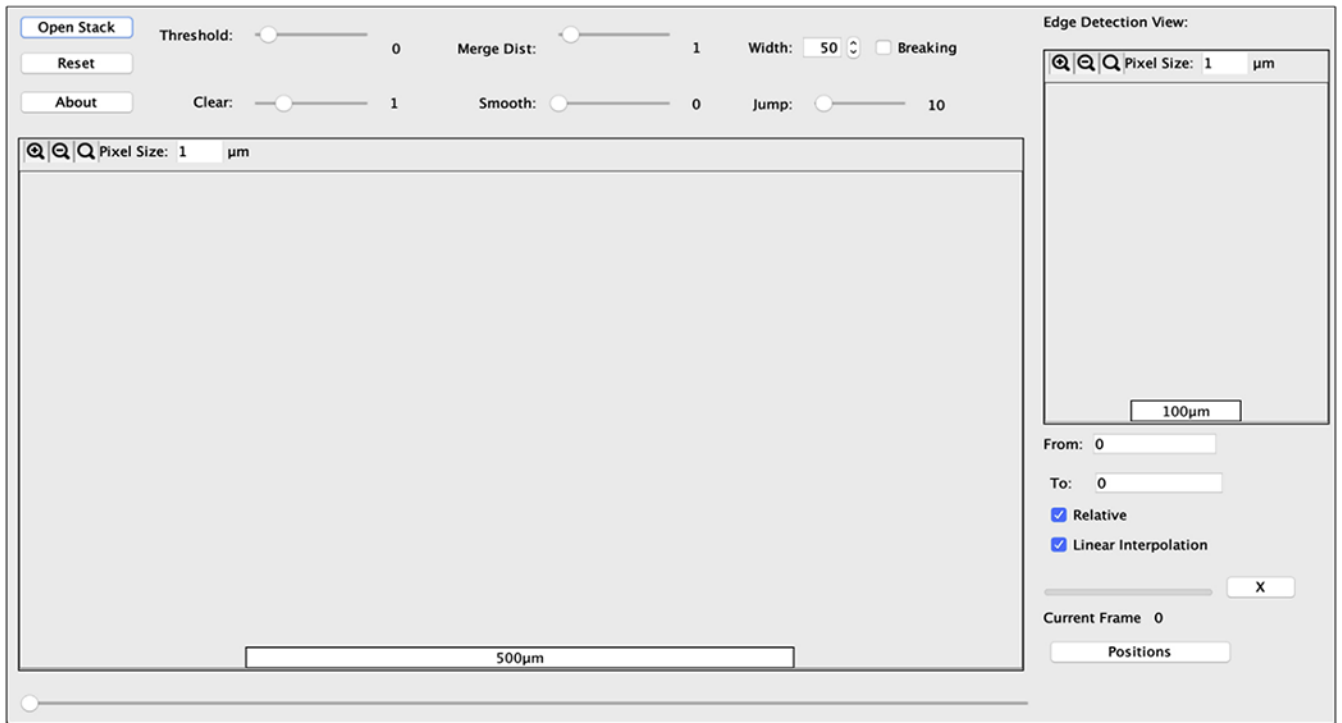 Open Stack
Threshold: 0
Merge Dist: 1
Width: 50 Breaking
Reset
About
Clear: 1
Smooth: 0
Jump: 10
Pixel Size: 1 µm
500µm
Edge Detection View:
Pixel Size: 1 µm
100µm
From: 0
To: 0
Relative
Linear Interpolation
X
Current Frame 0
Positions